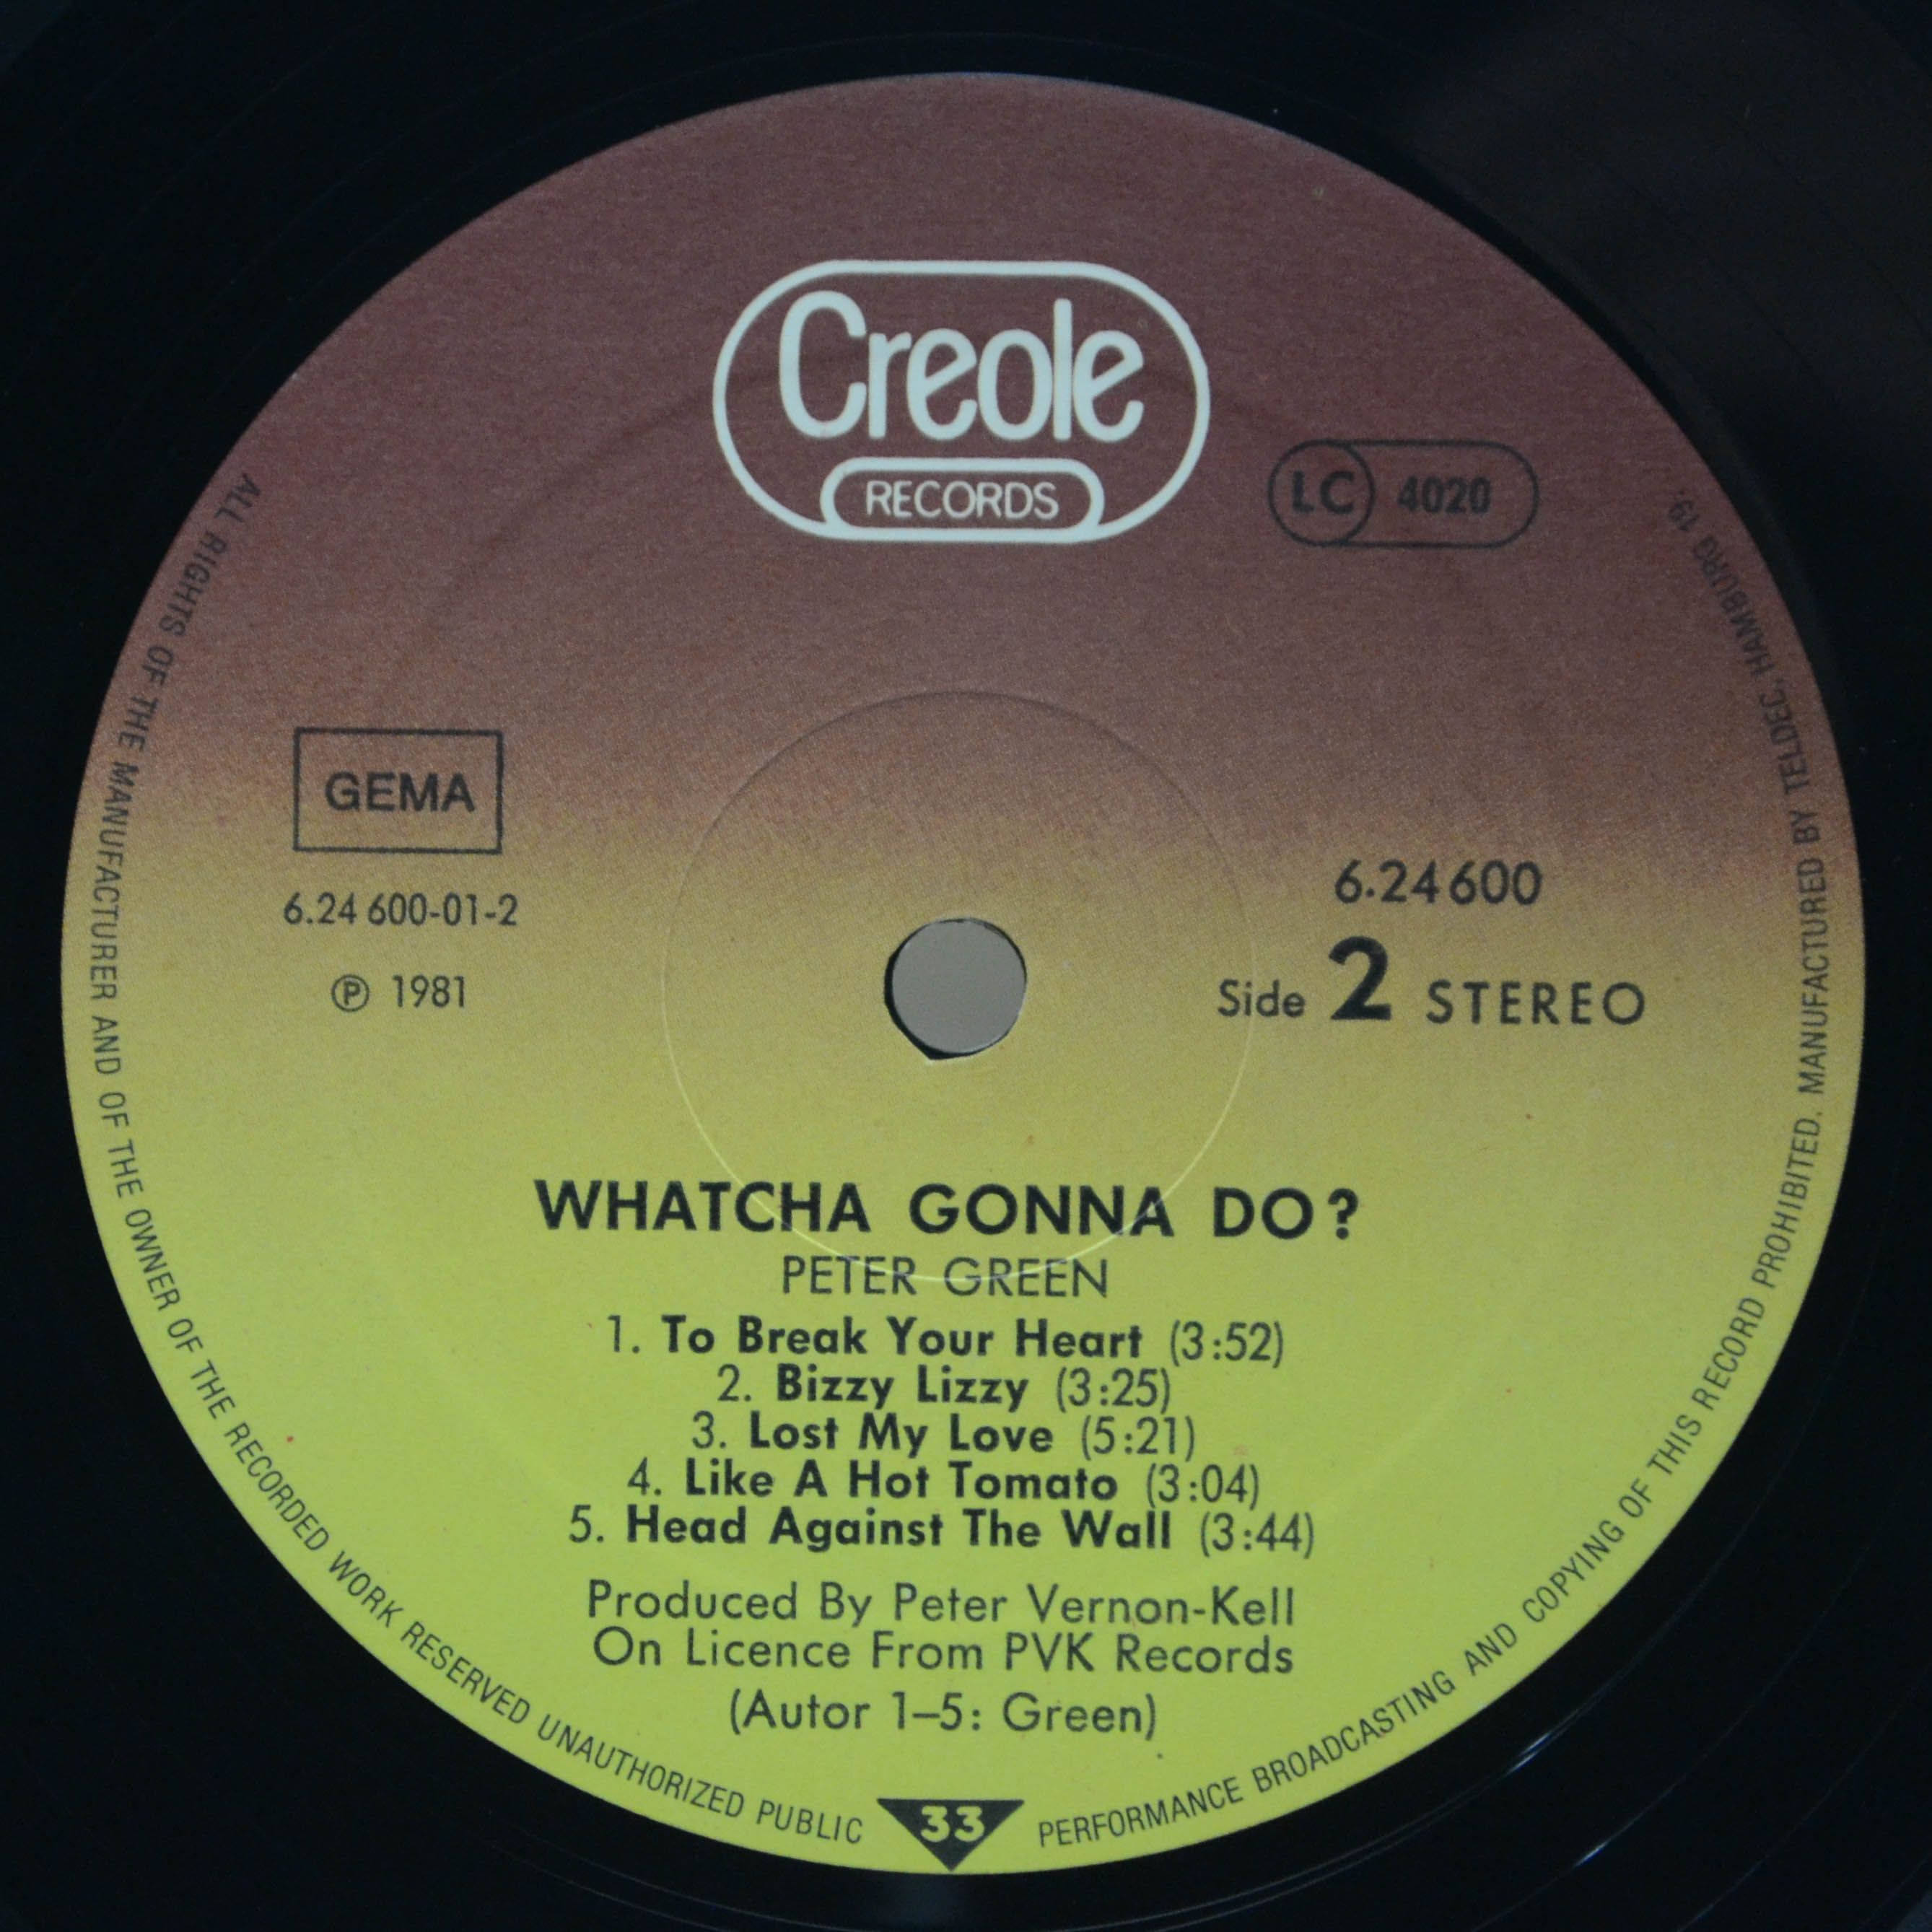 Creole
RECORDS
LC 4020
GEMA
6.24 600-01-2
Ⓟ 1981
6.24600
Side 2 STEREO
WHATCHA GONNA DO?
PETER GREEN
1. To Break Your Heart (3:52)
2. Bizzy Lizzy (3:25)
3. Lost My Love (5:21)
4. Like A Hot Tomato (3:04)
5. Head Against The Wall (3:44)
Produced By Peter Vernon-Kell
On Licence From PVK Records
(Autor 1–5: Green)
33
ALL RIGHTS OF THE MANUFACTURER AND OF THE OWNER OF THE RECORDED WORK RESERVED UNAUTHORIZED PUBLIC PERFORMANCE BROADCASTING AND COPYING OF THIS RECORD PROHIBITED. MANUFACTURED BY TELDEC, HAMBURG 19.